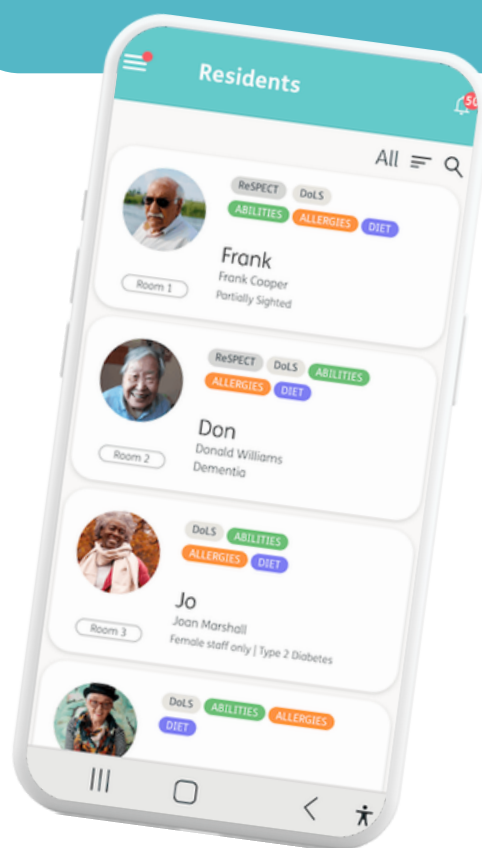 Residents
50
All
ReSPECT DoLS
ABILITIES ALLERGIES DIET
Frank
Frank Cooper
Partially Sighted
Room 1
ReSPECT DoLS ABILITIES
ALLERGIES DIET
Don
Donald Williams
Dementia
Room 2
DoLS ABILITIES
ALLERGIES DIET
Jo
Joan Marshall
Female staff only | Type 2 Diabetes
Room 3
DoLS ABILITIES ALLERGIES
DIET